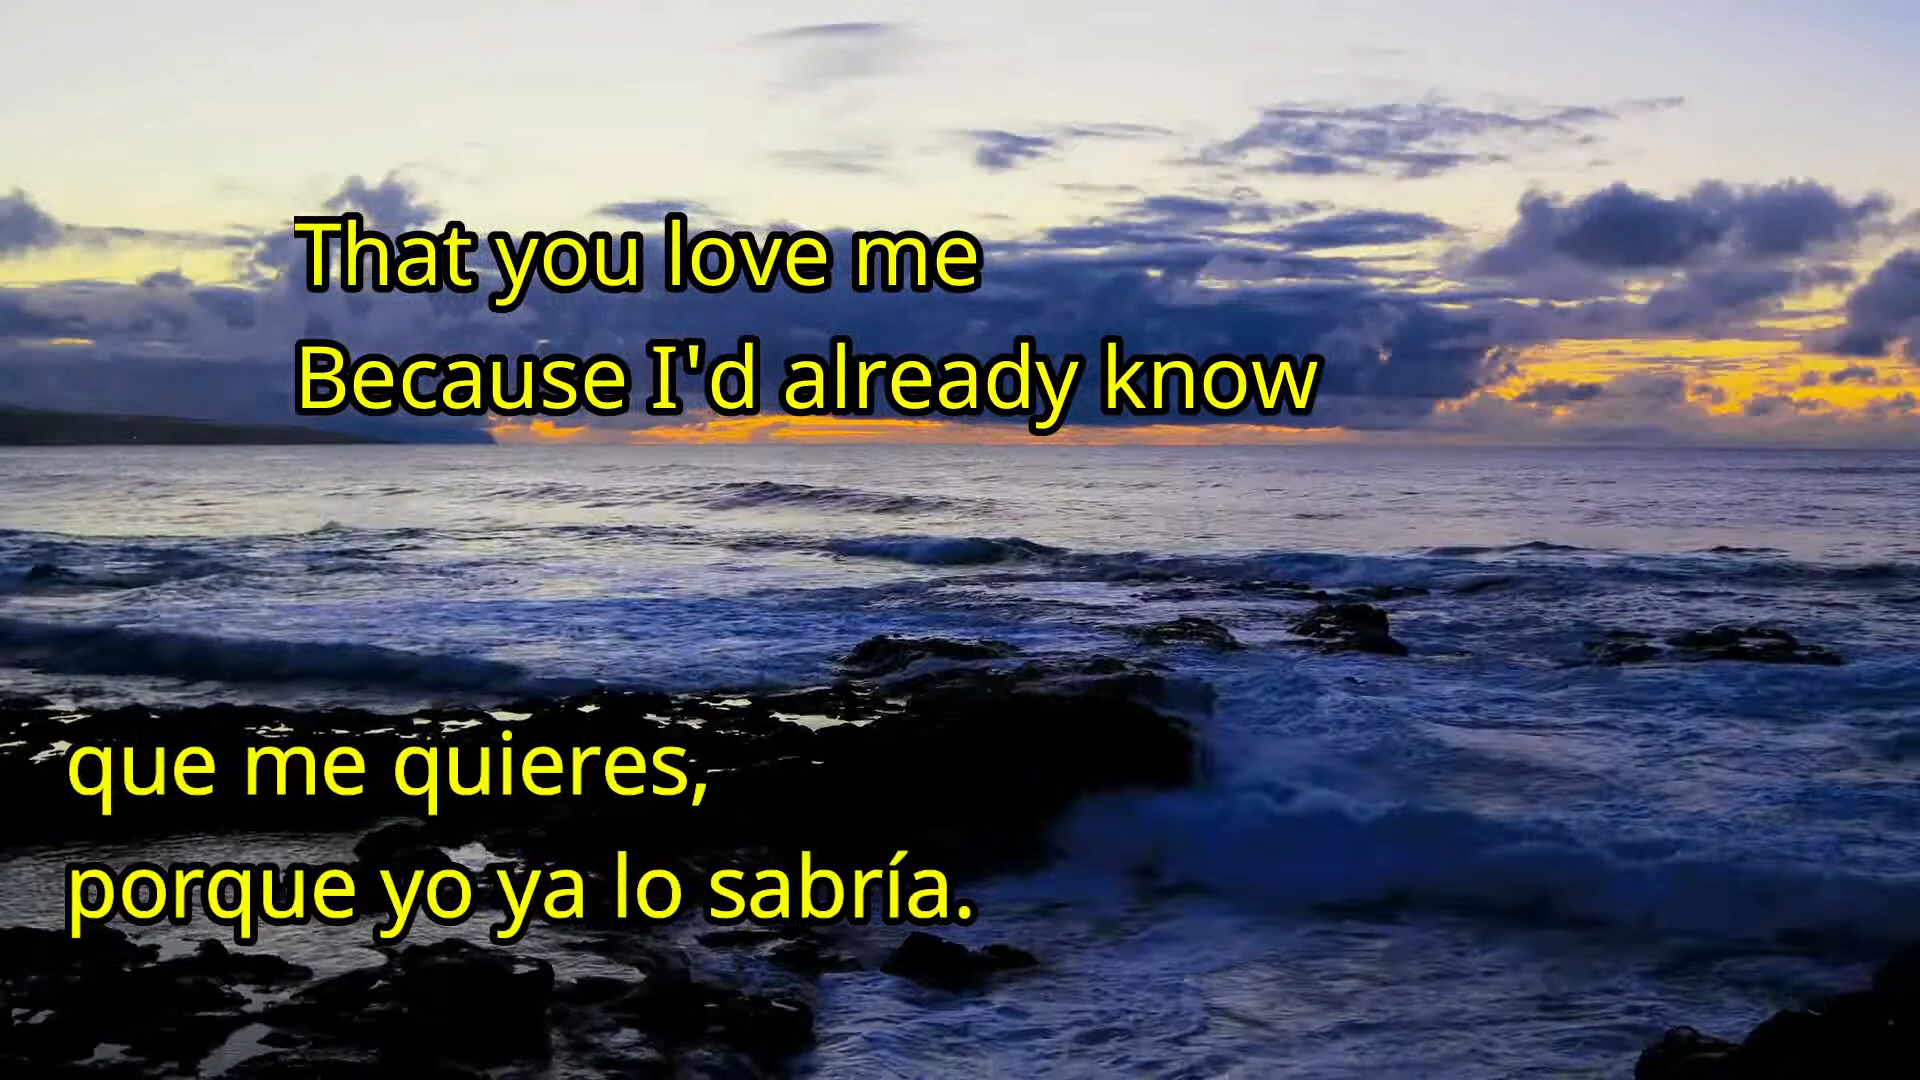 That you love me
Because I'd already know
que me quieres,
porque yo ya lo sabría.